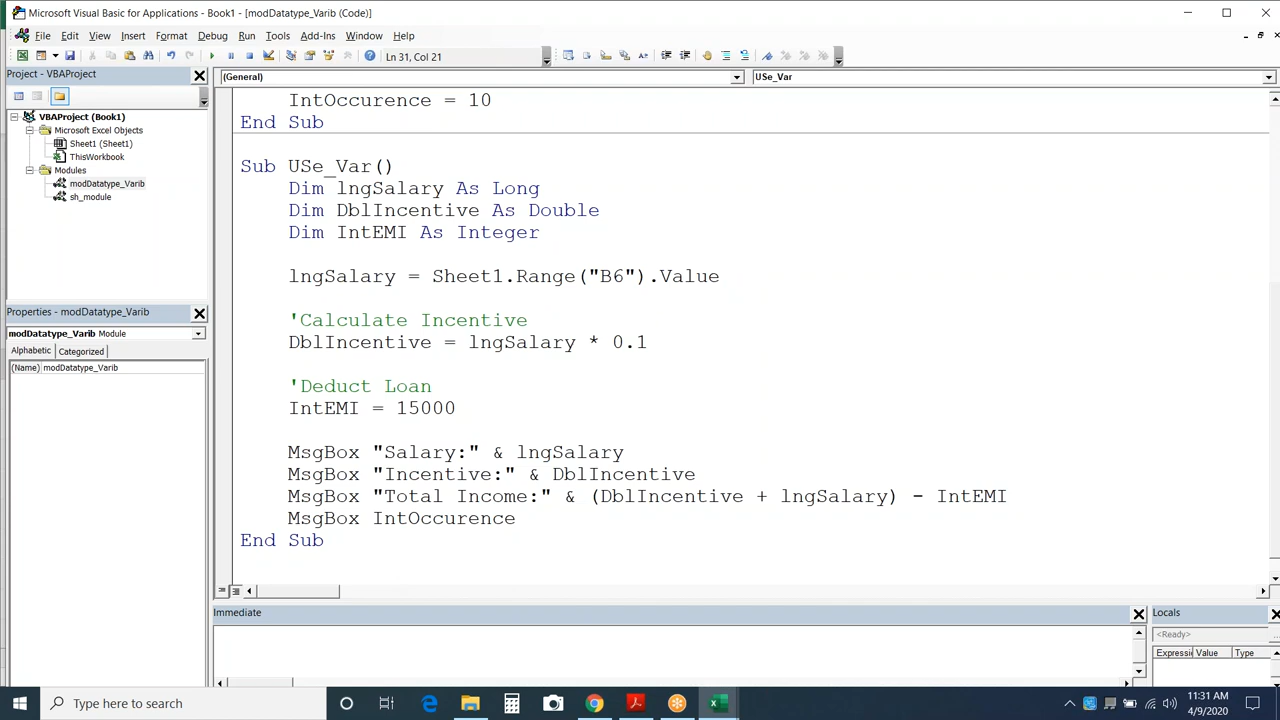 Microsoft Visual Basic for Applications - Book1 - [modDatatype_Varib (Code)]
File Edit View Insert Format Debug Run Tools Add-Ins Window Help
Ln 31, Col 21
Project - VBAProject
(General) USe_Var
VBAProject (Book1)
Microsoft Excel Objects
Sheet1 (Sheet1)
ThisWorkbook
Modules
modDatatype_Varib
sh_module
Properties - modDatatype_Varib
modDatatype_Varib Module
Alphabetic Categorized
(Name) modDatatype_Varib
IntOccurence = 10
End Sub
Sub USe_Var()
Dim lngSalary As Long
Dim DblIncentive As Double
Dim IntEMI As Integer
lngSalary = Sheet1.Range("B6").Value
'Calculate Incentive
DblIncentive = lngSalary * 0.1
'Deduct Loan
IntEMI = 15000
MsgBox "Salary:" & lngSalary
MsgBox "Incentive:" & DblIncentive
MsgBox "Total Income:" & (DblIncentive + lngSalary) - IntEMI
MsgBox IntOccurence
End Sub
Immediate
Locals
<Ready>
Value Type
Type here to search
11:31 AM
4/9/2020